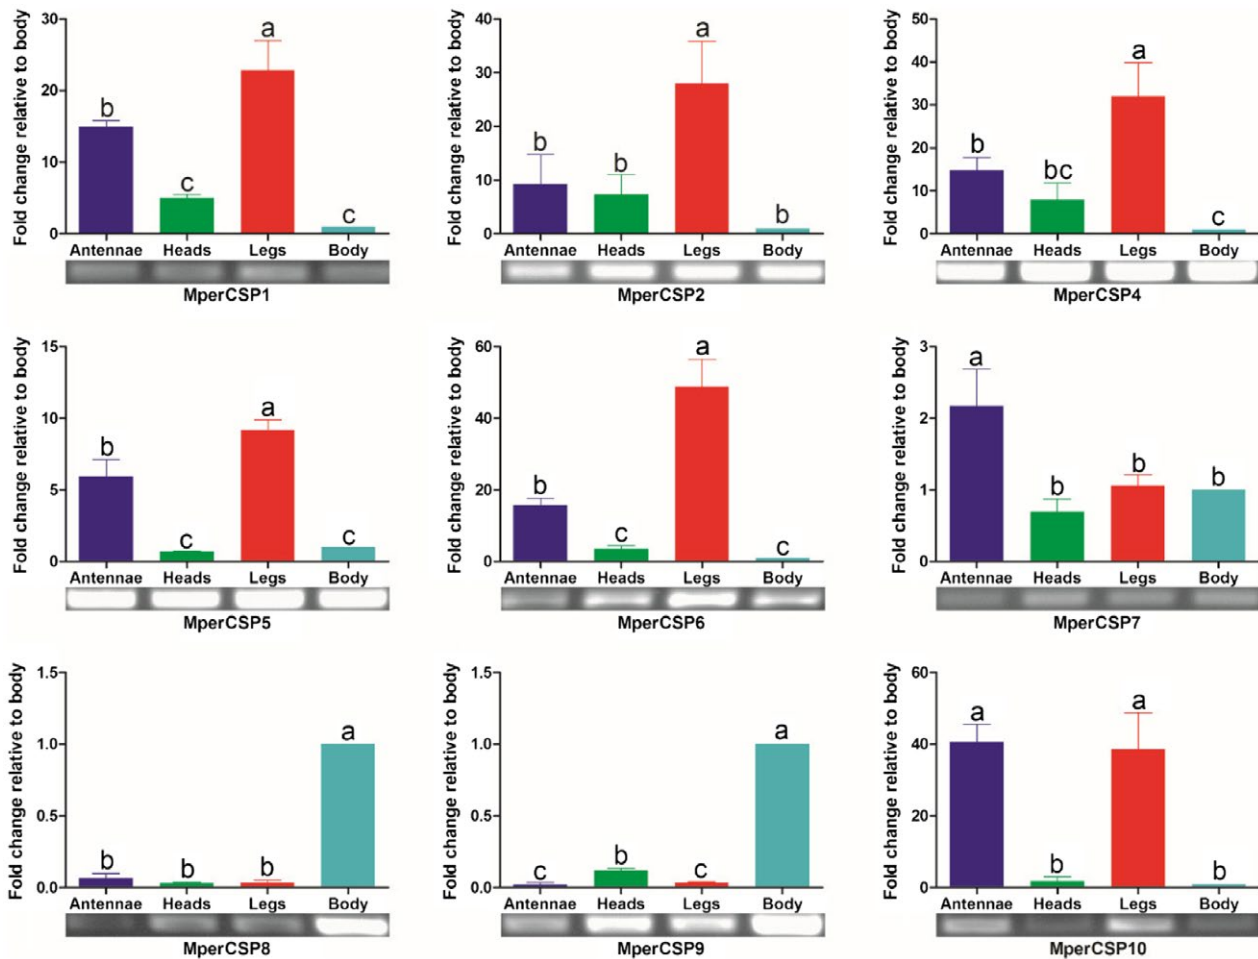 Fold change relative to body
30
20
10
0
b
c
a
c
Antennae Heads Legs Body
MperCSP1
Fold change relative to body
40
30
20
10
0
b
b
a
b
Antennae Heads Legs Body
MperCSP2
Fold change relative to body
50
40
30
20
10
0
b
bc
a
c
Antennae Heads Legs Body
MperCSP4
Fold change relative to body
15
10
5
0
b
c
a
c
Antennae Heads Legs Body
MperCSP5
Fold change relative to body
60
40
20
0
b
c
a
c
Antennae Heads Legs Body
MperCSP6
Fold change relative to body
3
2
1
0
a
b
b
b
Antennae Heads Legs Body
MperCSP7
Fold change relative to body
1.5
1.0
0.5
0.0
b
b
b
a
Antennae Heads Legs Body
MperCSP8
Fold change relative to body
1.5
1.0
0.5
0.0
c
b
c
a
Antennae Heads Legs Body
MperCSP9
Fold change relative to body
60
40
20
0
a
b
a
b
Antennae Heads Legs Body
MperCSP10